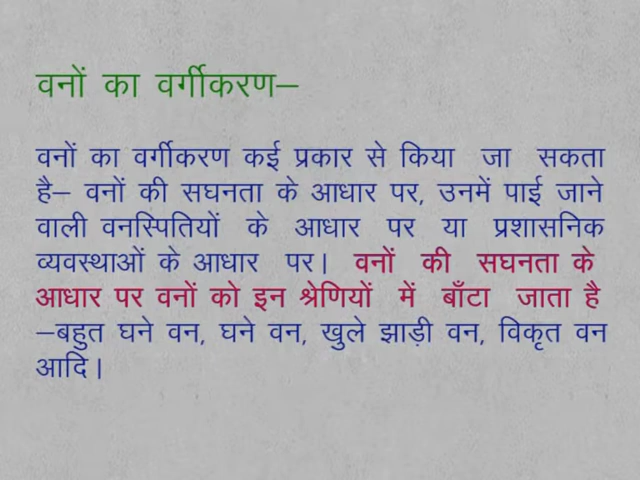 वनों का वर्गीकरण–
वनों का वर्गीकरण कई प्रकार से किया जा सकता
है– वनों की सघनता के आधार पर, उनमें पाई जाने
वाली वनस्पितियों के आधार पर या प्रशासनिक
व्यवस्थाओं के आधार पर। वनों की सघनता के
आधार पर वनों को इन श्रेणियों में बाँटा जाता है
–बहुत घने वन, घने वन, खुले झाड़ी वन, विकृत वन
आदि।